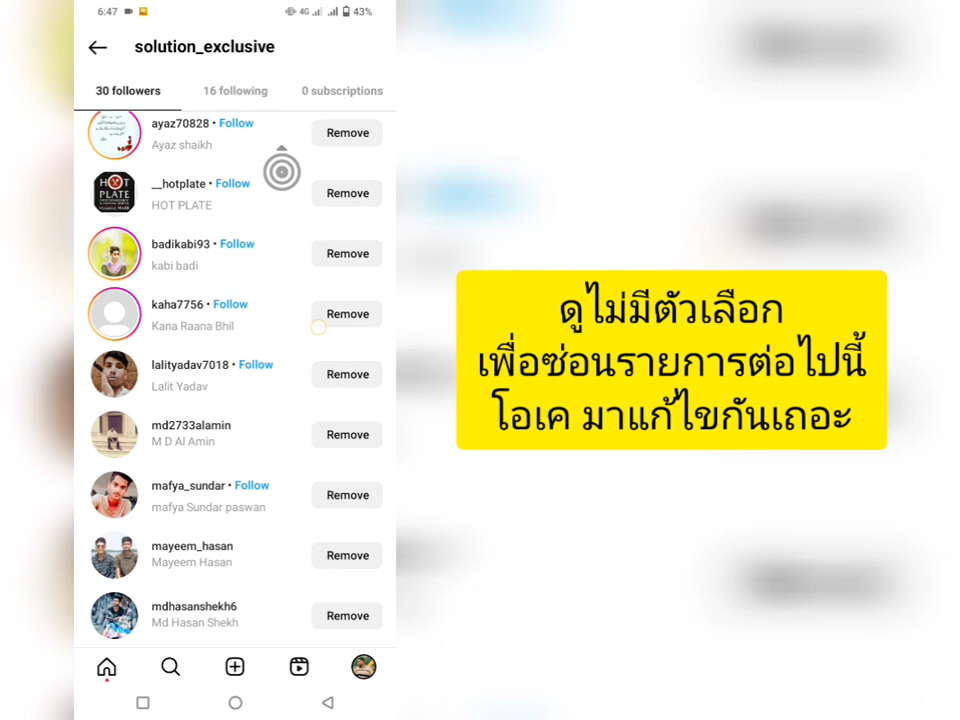 6:47
4G
43%
solution_exclusive
30 followers
16 following
0 subscriptions
ayaz70828 • Follow
Ayaz shaikh
Remove
HOT PLATE
__hotplate • Follow
HOT PLATE
Remove
badikabi93 • Follow
kabi badi
Remove
kaha7756 • Follow
Kana Raana Bhil
Remove
lalityadav7018 • Follow
Lalit Yadav
Remove
md2733alamin
M D Al Amin
Remove
mafya_sundar • Follow
mafya Sundar paswan
Remove
mayeem_hasan
Mayeem Hasan
Remove
mdhasanshekh6
Md Hasan Shekh
Remove
ดูไม่มีตัวเลือก
เพื่อซ่อนรายการต่อไปนี้
โอเค มาแก้ไขกันเถอะ